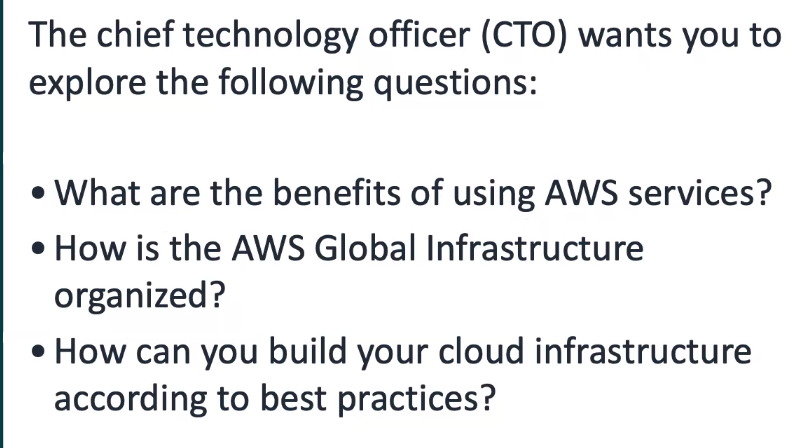 The chief technology officer (CTO) wants you to
explore the following questions:
• What are the benefits of using AWS services?
• How is the AWS Global Infrastructure
organized?
• How can you build your cloud infrastructure
according to best practices?